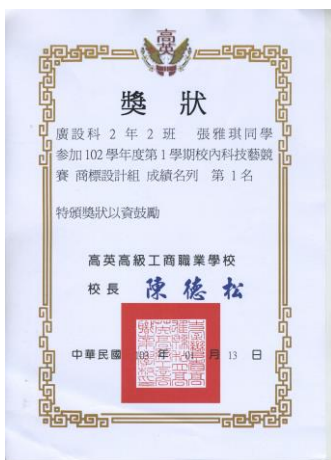 高英
獎狀
廣設科 2 年 2 班 張雅琪同學
參加 102 學年度第 1 學期校內科技藝競
賽 商標設計組 成績名列 第 1 名
特頒獎狀以資鼓勵
高英高級工商職業學校
校長 陳德松
中華民國 103 年 01 月 13 日